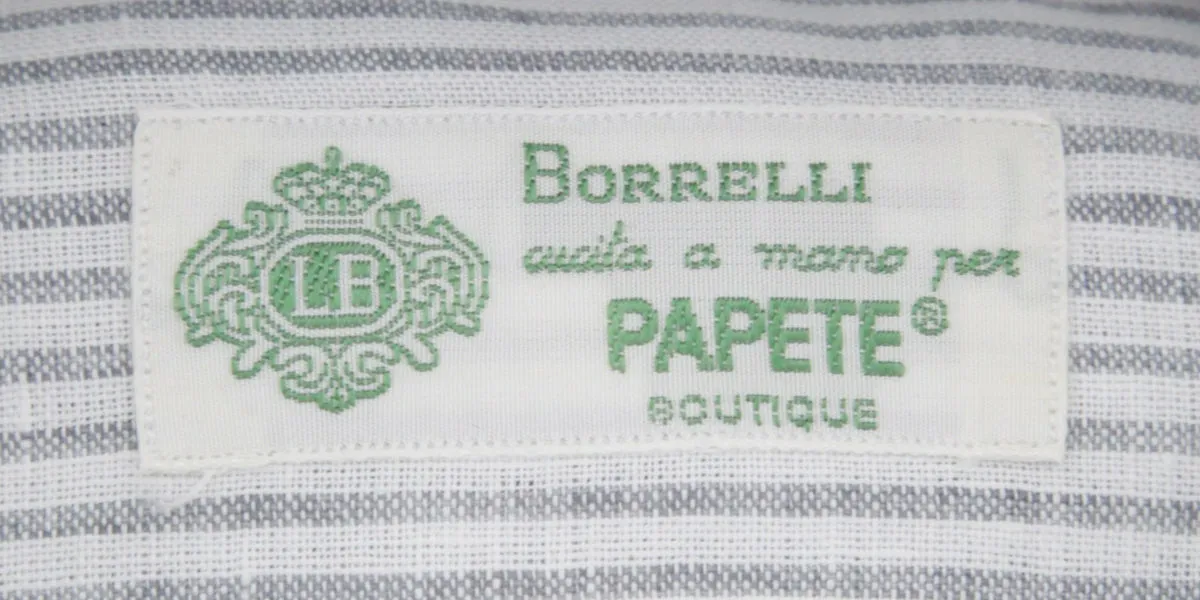 LB
BORRELLI
cucita a mano per
PAPETE®
BOUTIQUE